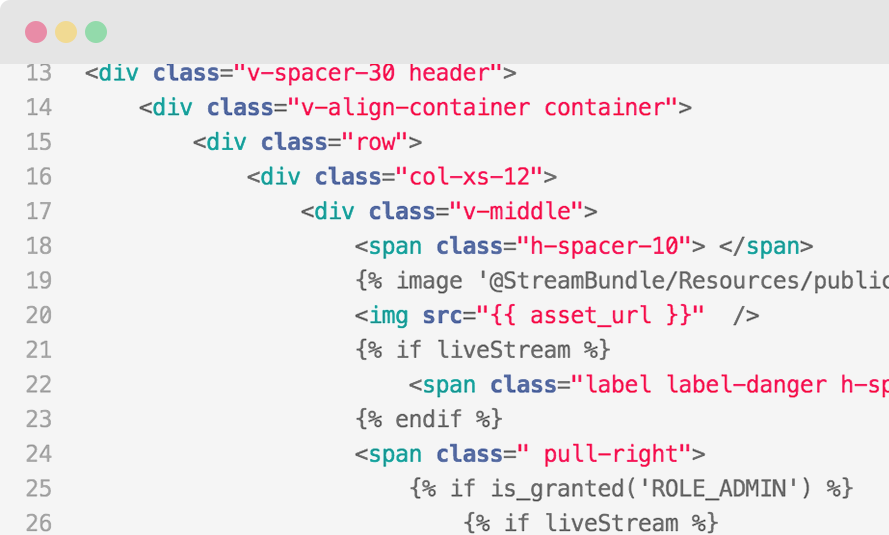 13 <div class="v-spacer-30 header">
14 <div class="v-align-container container">
15 <div class="row">
16 <div class="col-xs-12">
17 <div class="v-middle">
18 <span class="h-spacer-10"> </span>
19 {% image '@StreamBundle/Resources/public
20 <img src="{{ asset_url }}"  />
21 {% if liveStream %}
22 <span class="label label-danger h-sp
23 {% endif %}
24 <span class=" pull-right">
25 {% if is_granted('ROLE_ADMIN') %}
26 {% if liveStream %}